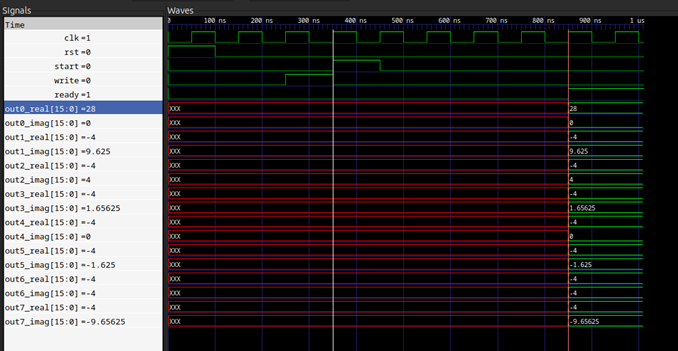 Signals
Waves
Time
0 100 ns 200 ns 300 ns 400 ns 500 ns 600 ns 700 ns 800 ns 900 ns 1 us
clk =1
rst =0
start =0
write =0
ready =1
out0_real[15:0] =28 XXX 28
out0_imag[15:0] =0 XXX 0
out1_real[15:0] =-4 XXX -4
out1_imag[15:0] =9.625 XXX 9.625
out2_real[15:0] =-4 XXX -4
out2_imag[15:0] =4 XXX 4
out3_real[15:0] =-4 XXX -4
out3_imag[15:0] =1.65625 XXX 1.65625
out4_real[15:0] =-4 XXX -4
out4_imag[15:0] =0 XXX 0
out5_real[15:0] =-4 XXX -4
out5_imag[15:0] =-1.625 XXX -1.625
out6_real[15:0] =-4 XXX -4
out6_imag[15:0] =-4 XXX -4
out7_real[15:0] =-4 XXX -4
out7_imag[15:0] =-9.65625 XXX -9.65625